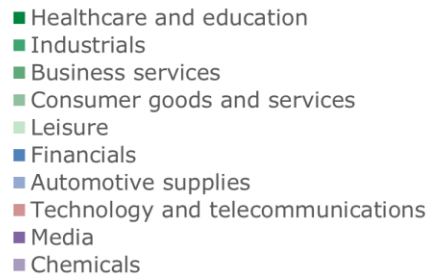 Healthcare and education
Industrials
Business services
Consumer goods and services
Leisure
Financials
Automotive supplies
Technology and telecommunications
Media
Chemicals